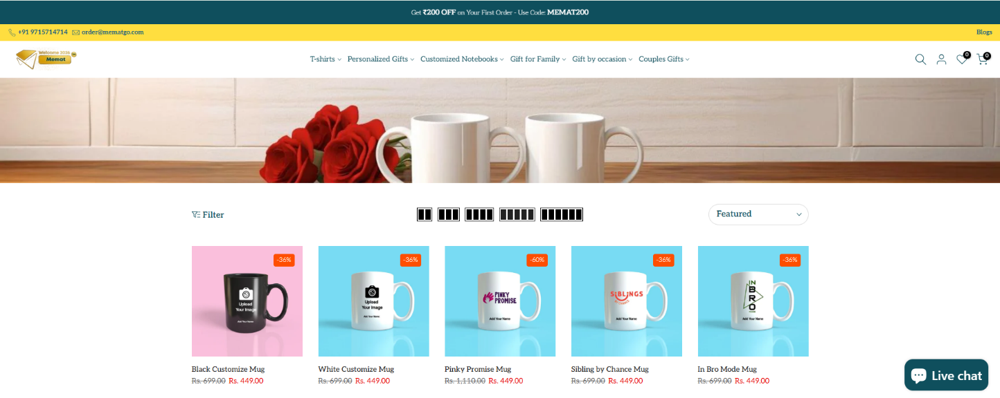 Get ₹200 OFF on Your First Order - Use Code: MEMAT200
+91 9715714714 order@mematgo.com
Blogs
Welcome 2026
Memat
T-shirts Personalized Gifts Customized Notebooks Gift for Family Gift by occasion Couples Gifts
0 0
Filter
Featured
-36% -36% -60% -36% -36%
Upload
Your Image
Add Your Name
Upload
Your Image
Add Your Name
PINKY
PROMISE
Add Your Name
SiBLiNGS
Add Your Name
IN
BRO
Add Your Name
Black Customize Mug White Customize Mug Pinky Promise Mug Sibling by Chance Mug In Bro Mode Mug
Rs. 699.00 Rs. 449.00 Rs. 699.00 Rs. 449.00 Rs. 1,110.00 Rs. 449.00 Rs. 699.00 Rs. 449.00 Rs. 699.00 Rs. 449.00
Live chat